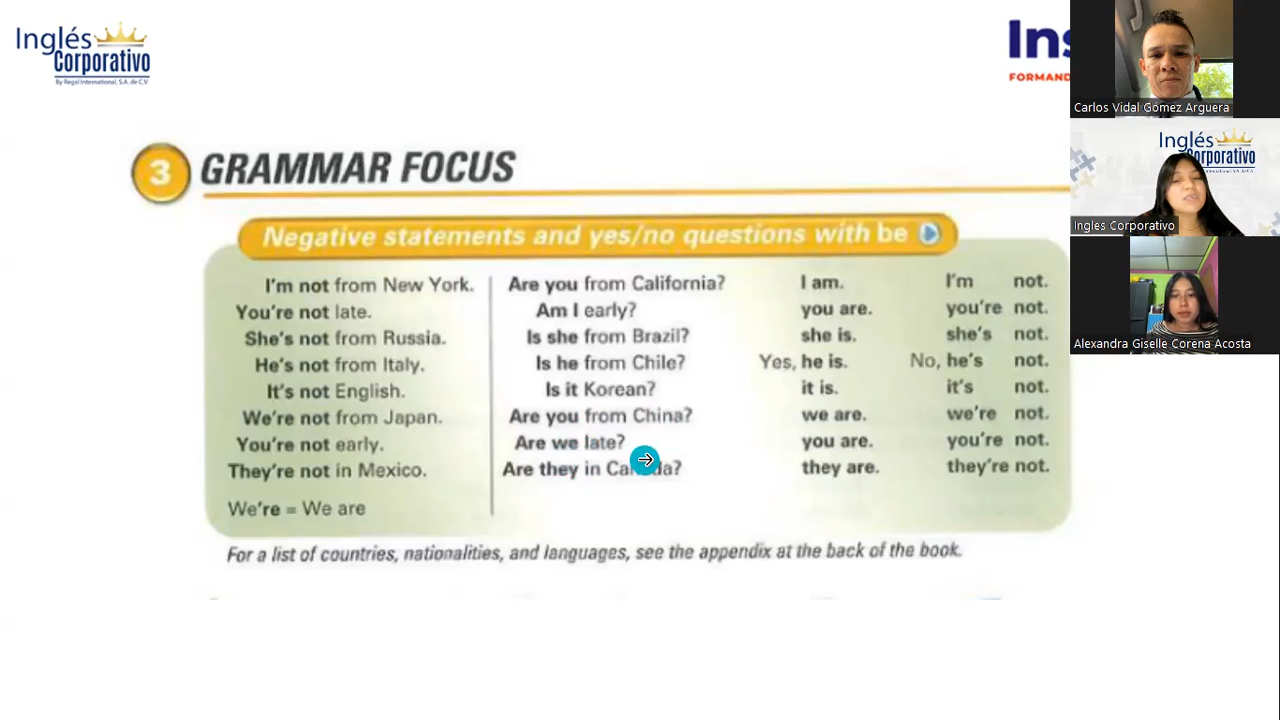 Inglés
Corporativo
By Regal International, S.A. de C.V.
Ins
FORMAND
3 GRAMMAR FOCUS
Negative statements and yes/no questions with be
I'm not from New York. Are you from California? I am. I'm not.
You're not late. Am I early? you are. you're not.
She's not from Russia. Is she from Brazil? she is. she's not.
He's not from Italy. Is he from Chile? Yes, he is. No, he's not.
It's not English. Is it Korean? it is. it's not.
We're not from Japan. Are you from China? we are. we're not.
You're not early. Are we late? you are. you're not.
They're not in Mexico. Are they in Canada? they are. they're not.
We're = We are
For a list of countries, nationalities, and languages, see the appendix at the back of the book.
Carlos Vidal Gómez Arguera
Inglés
Corporativo
Ingles Corporativo
Alexandra Giselle Corena Acosta